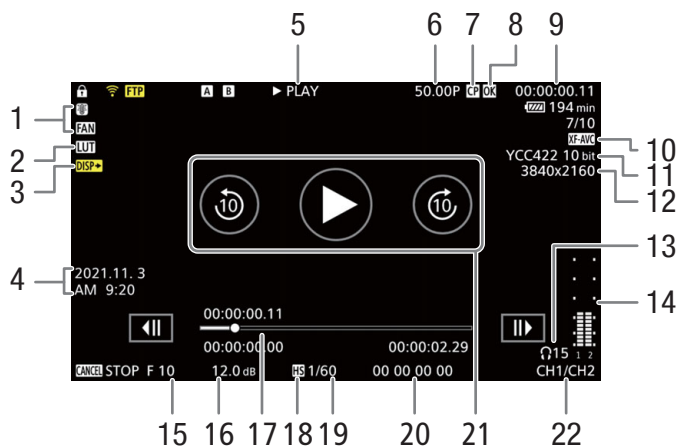 5 6 7 8 9
FTP A B ► PLAY 50.00P CP OK 00:00:00.11
194 min
7/10
1 FAN XF-AVC 10
2 LUT YCC422 10 bit 11
3 DISP 3840x2160 12
10 10
13
4 2021.11. 3
AM 9:20
14
00:00:00.11
00:00:00.00 00:00:02.29
15 1 2
CANCEL STOP F 10 12.0 dB HS 1/60 00 00 00 00 CH1/CH2
15 16 17 18 19 20 21 22